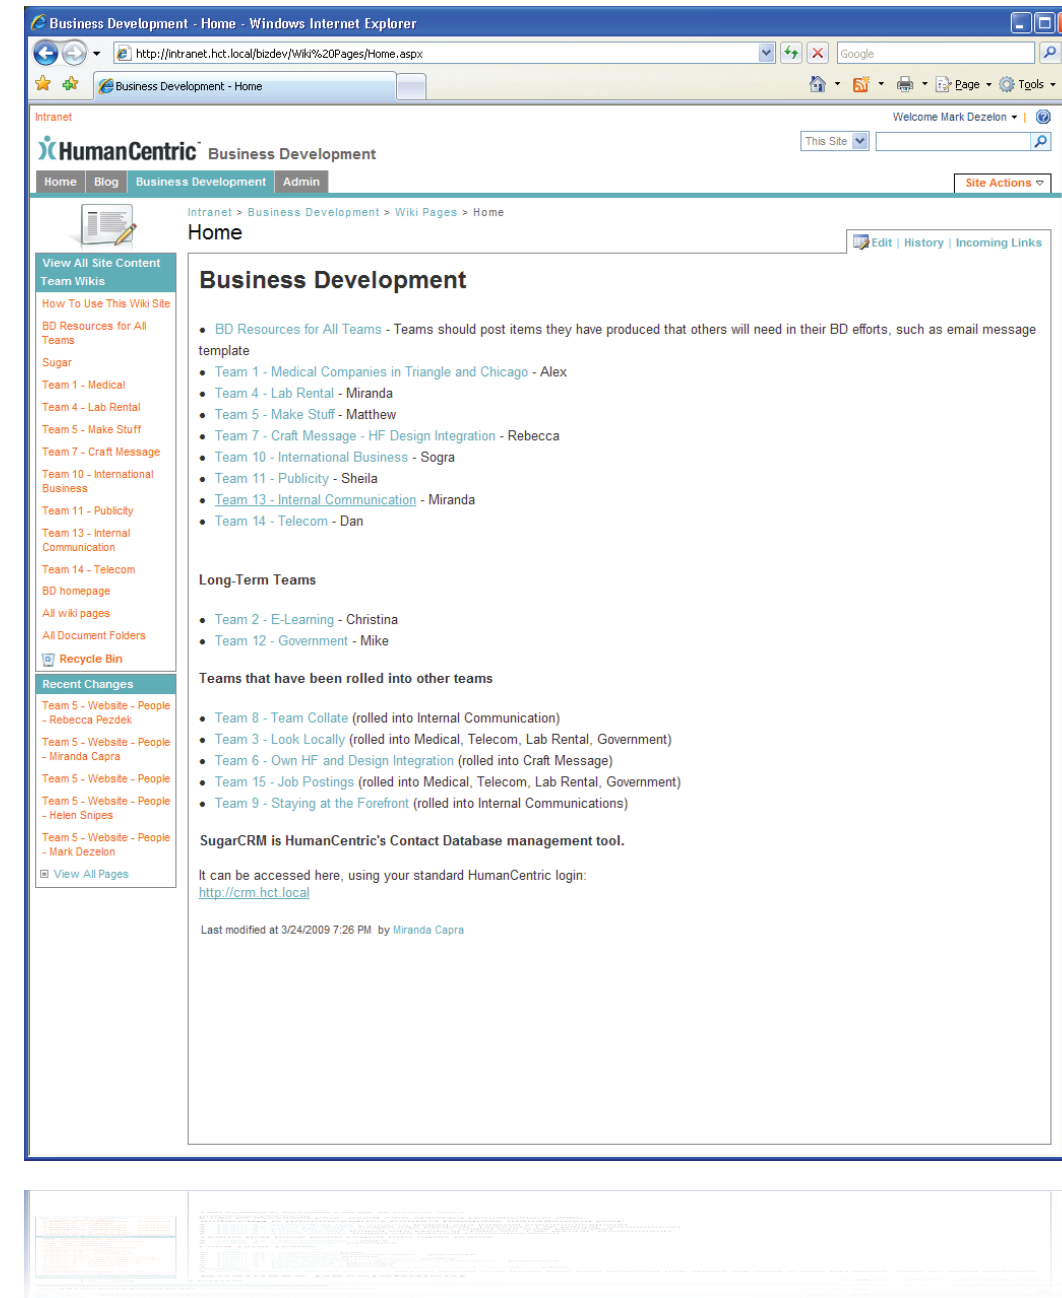 Business Development - Home - Windows Internet Explorer
http://intranet.hct.local/bizdev/Wiki%20Pages/Home.aspx
Google
Business Development - Home
Page
Tools
Intranet
Welcome Mark Dezelon
HumanCentric Business Development
This Site
Home Blog Business Development Admin
Site Actions
Intranet > Business Development > Wiki Pages > Home
Home
Edit | History | Incoming Links
View All Site Content
Team Wikis
How To Use This Wiki Site
BD Resources for All
Teams
Sugar
Team 1 - Medical
Team 4 - Lab Rental
Team 5 - Make Stuff
Team 7 - Craft Message
Team 10 - International
Business
Team 11 - Publicity
Team 13 - Internal
Communication
Team 14 - Telecom
BD homepage
All wiki pages
All Document Folders
Recycle Bin
Recent Changes
Team 5 - Website - People
- Rebecca Pezdek
Team 5 - Website - People
- Miranda Capra
Team 5 - Website - People
Team 5 - Website - People
- Helen Snipes
Team 5 - Website - People
- Mark Dezelon
View All Pages
Business Development
• BD Resources for All Teams - Teams should post items they have produced that others will need in their BD efforts, such as email message
template
• Team 1 - Medical Companies in Triangle and Chicago - Alex
• Team 4 - Lab Rental - Miranda
• Team 5 - Make Stuff - Matthew
• Team 7 - Craft Message - HF Design Integration - Rebecca
• Team 10 - International Business - Sogra
• Team 11 - Publicity - Sheila
• Team 13 - Internal Communication - Miranda
• Team 14 - Telecom - Dan
Long-Term Teams
• Team 2 - E-Learning - Christina
• Team 12 - Government - Mike
Teams that have been rolled into other teams
• Team 8 - Team Collate (rolled into Internal Communication)
• Team 3 - Look Locally (rolled into Medical, Telecom, Lab Rental, Government)
• Team 6 - Own HF and Design Integration (rolled into Craft Message)
• Team 15 - Job Postings (rolled into Medical, Telecom, Lab Rental, Government)
• Team 9 - Staying at the Forefront (rolled into Internal Communications)
SugarCRM is HumanCentric's Contact Database management tool.
It can be accessed here, using your standard HumanCentric login:
http://crm.hct.local
Last modified at 3/24/2009 7:26 PM by Miranda Capra